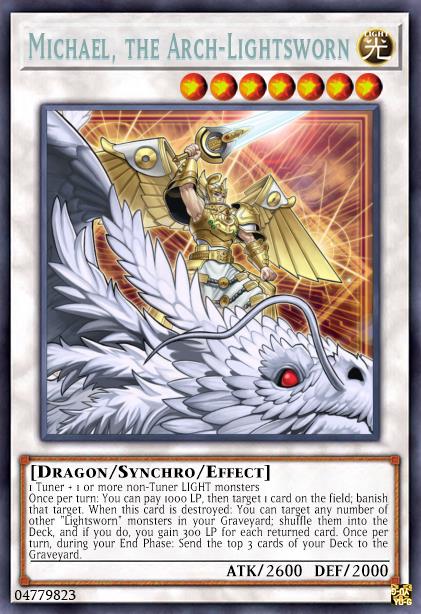 MICHAEL, THE ARCH-LIGHTSWORN
LIGHT
光
[DRAGON/SYNCHRO/EFFECT]
1 Tuner + 1 or more non-Tuner LIGHT monsters
Once per turn: You can pay 1000 LP, then target 1 card on the field; banish
that target. When this card is destroyed: You can target any number of
other "Lightsworn" monsters in your Graveyard; shuffle them into the
Deck, and if you do, you gain 300 LP for each returned card. Once per
turn, during your End Phase: Send the top 3 cards of your Deck to the
Graveyard.
ATK/2600 DEF/2000
04779823